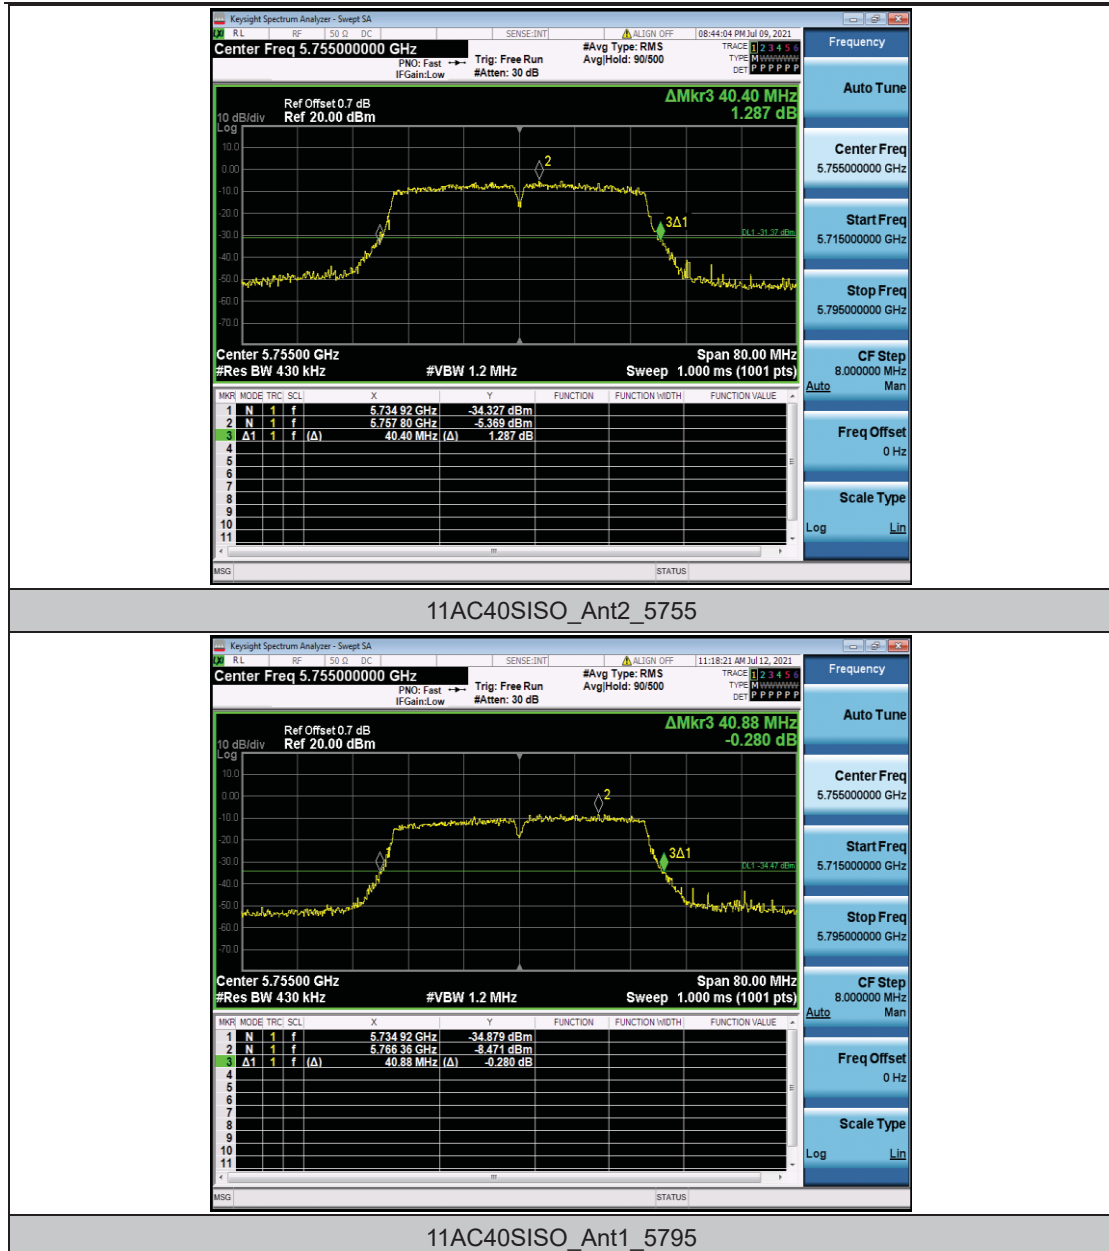 Keysight Spectrum Analyzer - Swept SA
LXI RL RF 50 Ω DC SENSE:INT ALIGN OFF 08:44:04 PM Jul 09, 2021
Center Freq 5.755000000 GHz
PNO: Fast
IFGain:Low
Trig: Free Run
#Atten: 30 dB
#Avg Type: RMS
Avg|Hold: 90/500
TRACE 1 2 3 4 5 6
TYPE M WWWWW
DET P P P P P P
ΔMkr3 40.40 MHz
1.287 dB
Ref Offset 0.7 dB
10 dB/div Ref 20.00 dBm
Log
10.0
0.00
-10.0
-20.0
-30.0
-40.0
-50.0
-60.0
-70.0
2
3Δ1
DL1 -31.37 dBm
Center 5.75500 GHz Span 80.00 MHz
#Res BW 430 kHz #VBW 1.2 MHz Sweep 1.000 ms (1001 pts)
MKR MODE TRC SCL X Y FUNCTION FUNCTION WIDTH FUNCTION VALUE
1 N 1 f 5.734 92 GHz -34.327 dBm
2 N 1 f 5.757 80 GHz -5.369 dBm
3 Δ1 1 f (Δ) 40.40 MHz (Δ) 1.287 dB
4
5
6
7
8
9
10
11
MSG STATUS
Frequency
Auto Tune
Center Freq
5.755000000 GHz
Start Freq
5.715000000 GHz
Stop Freq
5.795000000 GHz
CF Step
8.000000 MHz
Auto Man
Freq Offset
0 Hz
Scale Type
Log Lin
11AC40SISO_Ant2_5755
Keysight Spectrum Analyzer - Swept SA
LXI RL RF 50 Ω DC SENSE:INT ALIGN OFF 11:18:21 AM Jul 12, 2021
Center Freq 5.755000000 GHz
PNO: Fast
IFGain:Low
Trig: Free Run
#Atten: 30 dB
#Avg Type: RMS
Avg|Hold: 90/500
TRACE 1 2 3 4 5 6
TYPE M WWWWW
DET P P P P P P
ΔMkr3 40.88 MHz
-0.280 dB
Ref Offset 0.7 dB
10 dB/div Ref 20.00 dBm
Log
10.0
0.00
-10.0
-20.0
-30.0
-40.0
-50.0
-60.0
-70.0
1
2
3Δ1
DL1 -34.47 dBm
Center 5.75500 GHz Span 80.00 MHz
#Res BW 430 kHz #VBW 1.2 MHz Sweep 1.000 ms (1001 pts)
MKR MODE TRC SCL X Y FUNCTION FUNCTION WIDTH FUNCTION VALUE
1 N 1 f 5.734 92 GHz -34.879 dBm
2 N 1 f 5.766 36 GHz -8.471 dBm
3 Δ1 1 f (Δ) 40.88 MHz (Δ) -0.280 dB
4
5
6
7
8
9
10
11
MSG STATUS
Frequency
Auto Tune
Center Freq
5.755000000 GHz
Start Freq
5.715000000 GHz
Stop Freq
5.795000000 GHz
CF Step
8.000000 MHz
Auto Man
Freq Offset
0 Hz
Scale Type
Log Lin
11AC40SISO_Ant1_5795